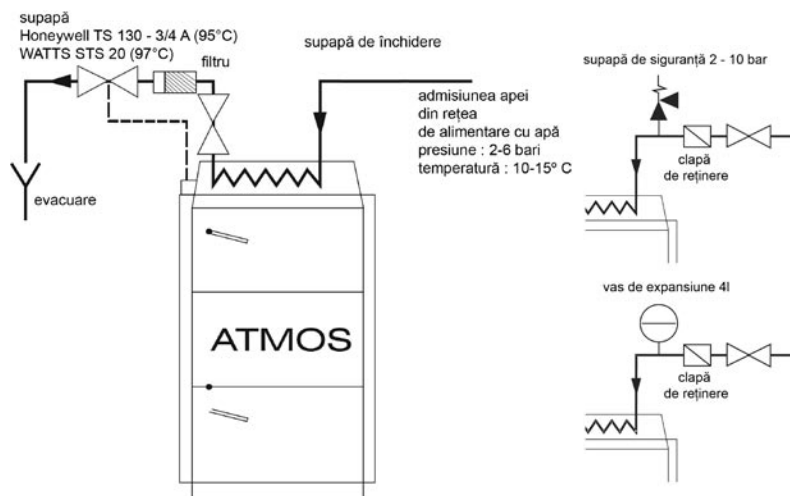 supapă
Honeywell TS 130 - 3/4 A (95°C)
WATTS STS 20 (97°C)
filtru
supapă de închidere
admisiunea apei
din rețea
de alimentare cu apă
presiune : 2-6 bari
temperatură : 10-15º C
evacuare
ATMOS
supapă de siguranță 2 - 10 bar
clapă
de reținere
vas de expansiune 4l
clapă
de reținere